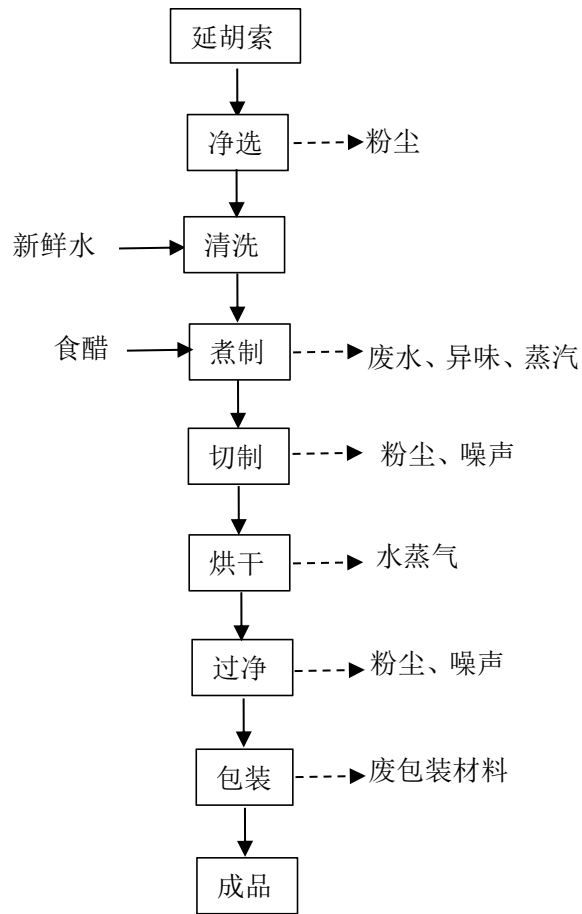 延胡索
净选
粉尘
新鲜水
清洗
食醋
煮制
废水、异味、蒸汽
切制
粉尘、噪声
烘干
水蒸气
过净
粉尘、噪声
包装
废包装材料
成品